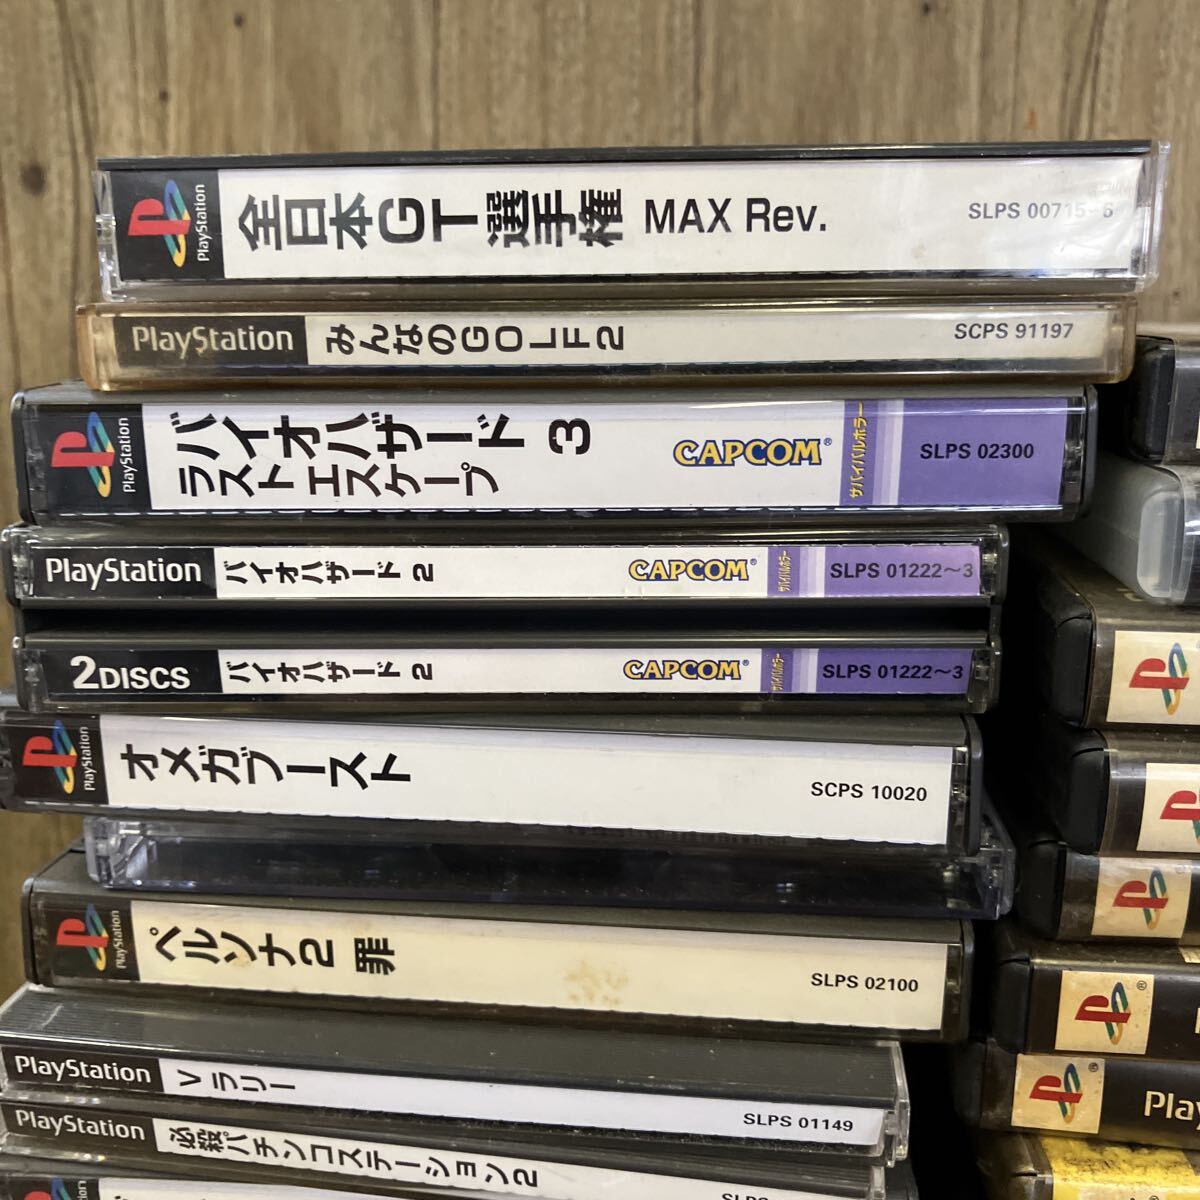 PlayStation 全日本GT選手権 MAX Rev. SLPS 00715~6
PlayStation みんなのGOLF2 SCPS 91197
PlayStation バイオハザード 3
ラストエスケープ
CAPCOM® サバイバルホラー SLPS 02300
PlayStation バイオハザード 2 CAPCOM® サバイバルホラー SLPS 01222~3
2DISCS バイオハザード 2 CAPCOM® サバイバルホラー SLPS 01222~3
PlayStation オメガブースト SCPS 10020
PlayStation ペルソナ2 罪 SLPS 02100
PlayStation Vラリー SLPS 01149
PlayStation 必殺パチンコステーション2 SLPS
®
®
Pla